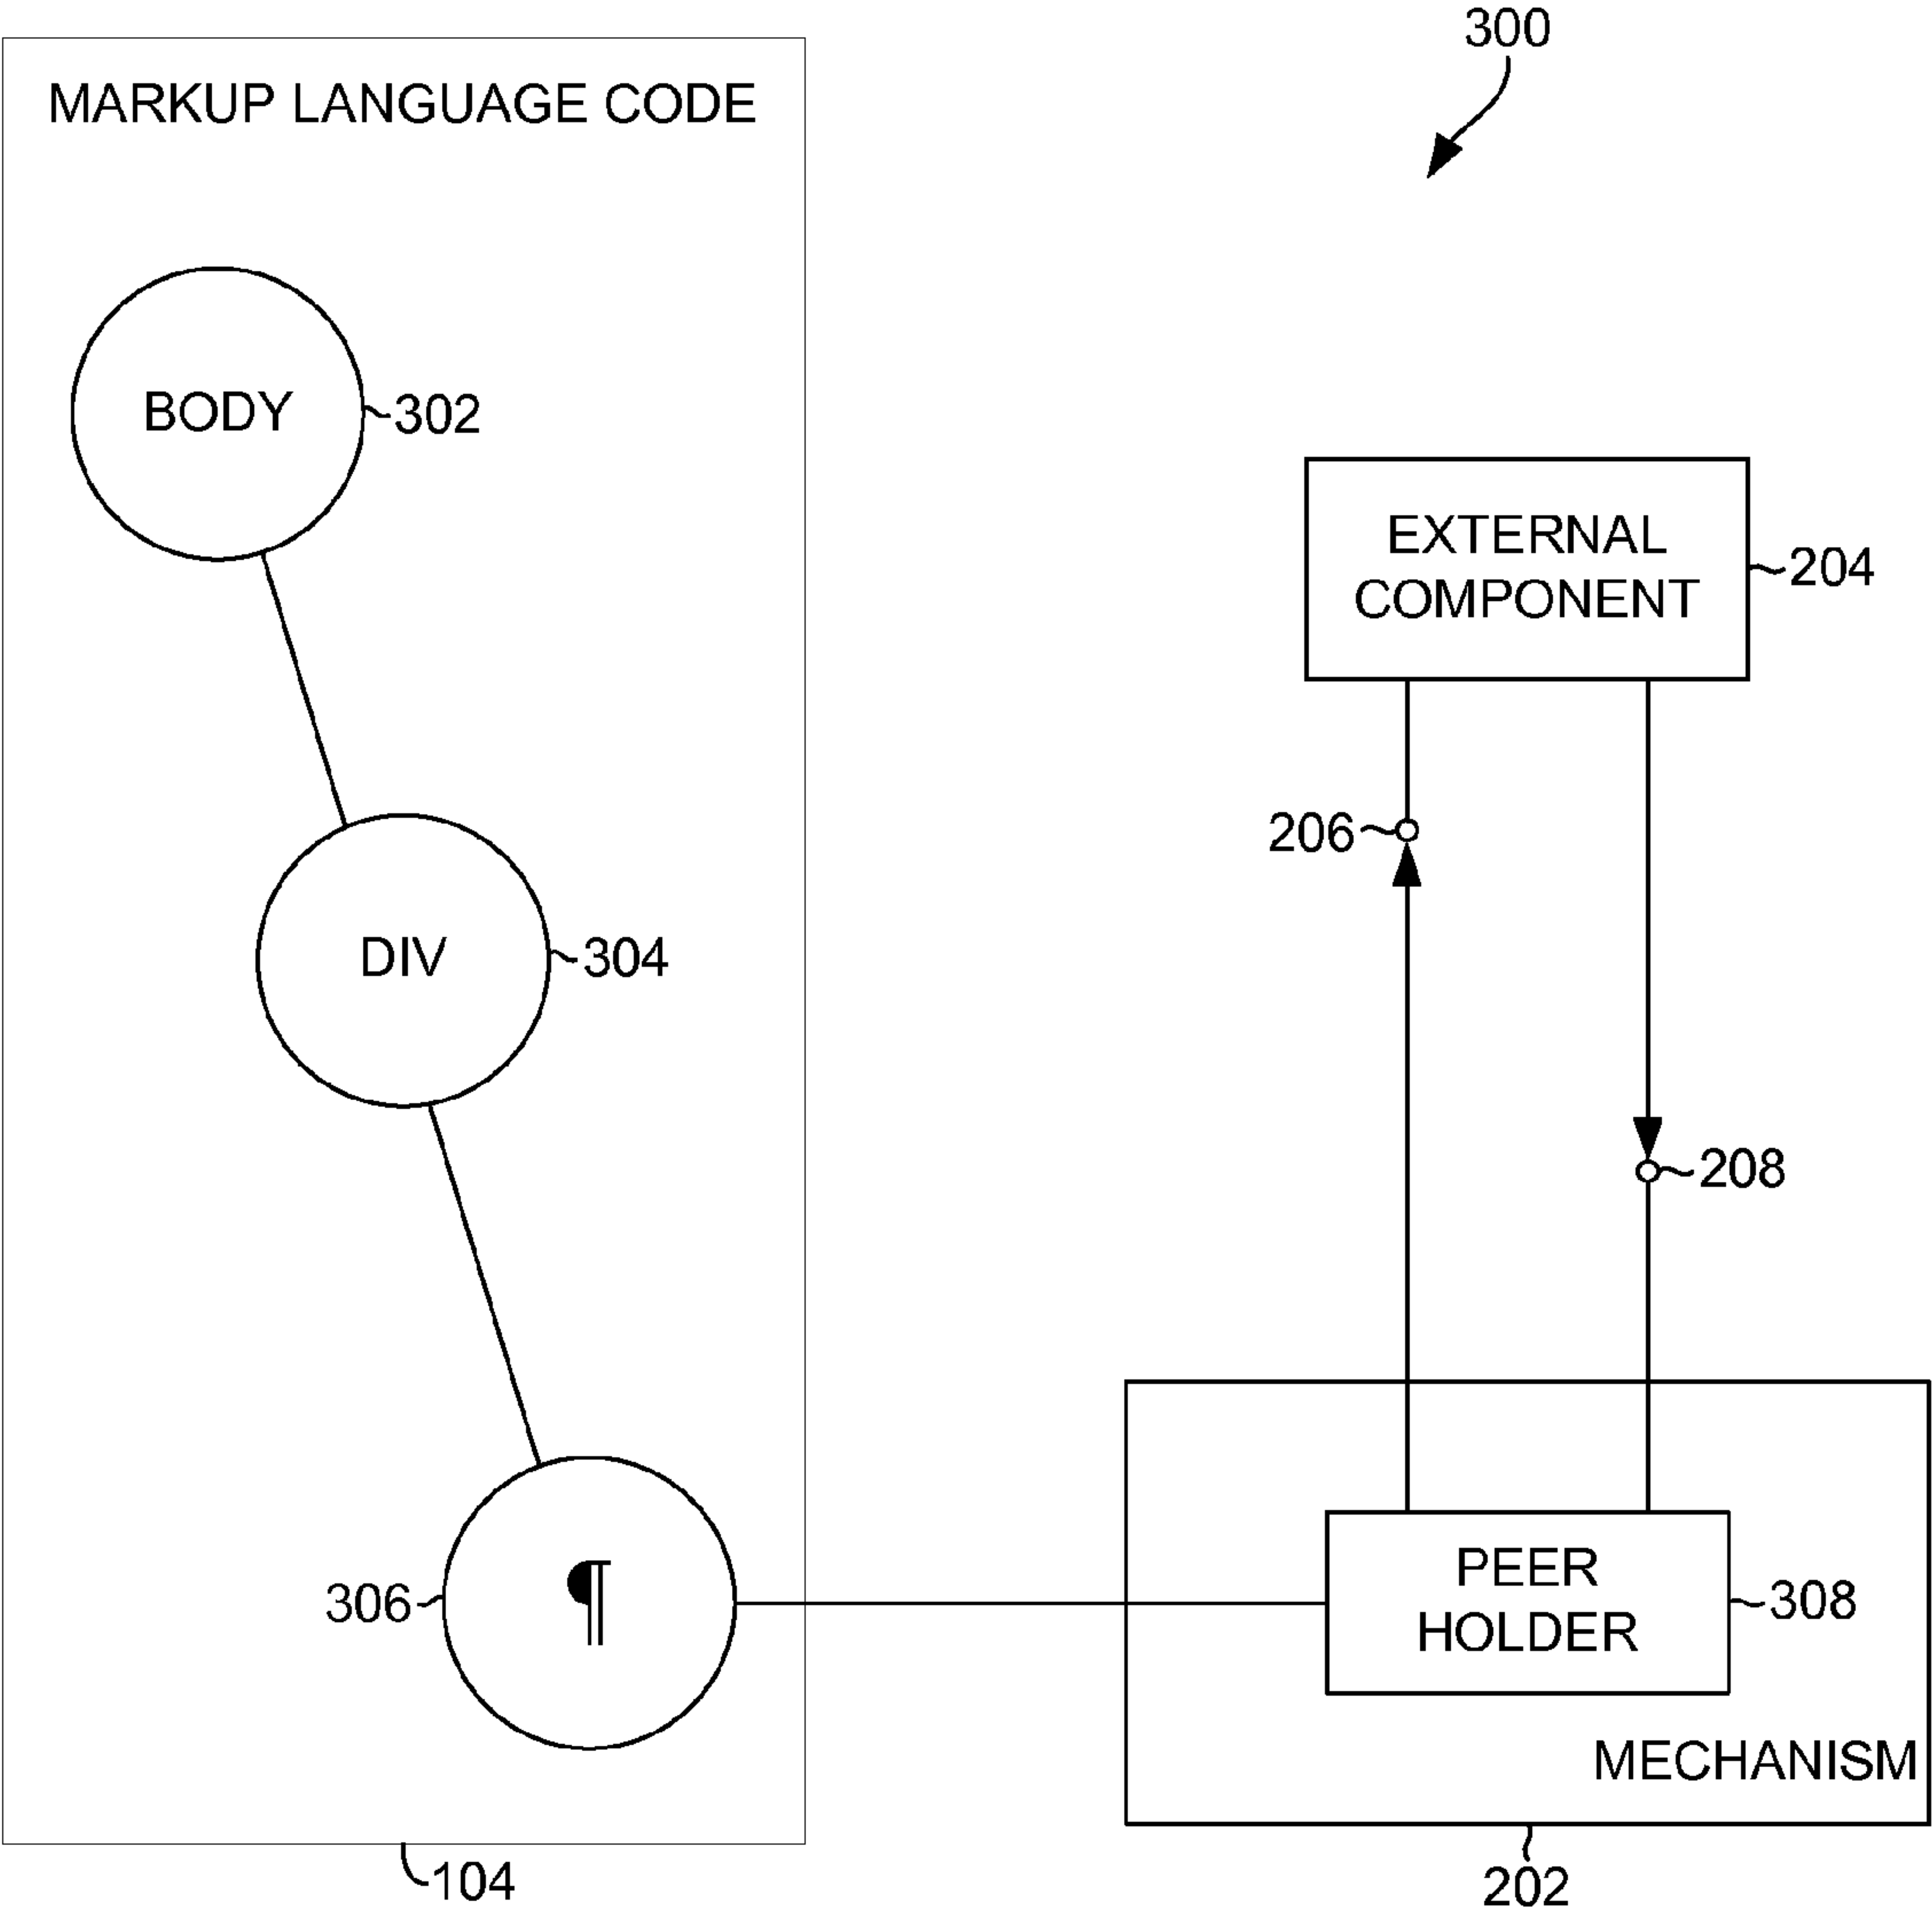 300
MARKUP LANGUAGE CODE
BODY
302
EXTERNAL
COMPONENT
204
206
DIV
304
208
306
¶
PEER
HOLDER
308
MECHANISM
104
202